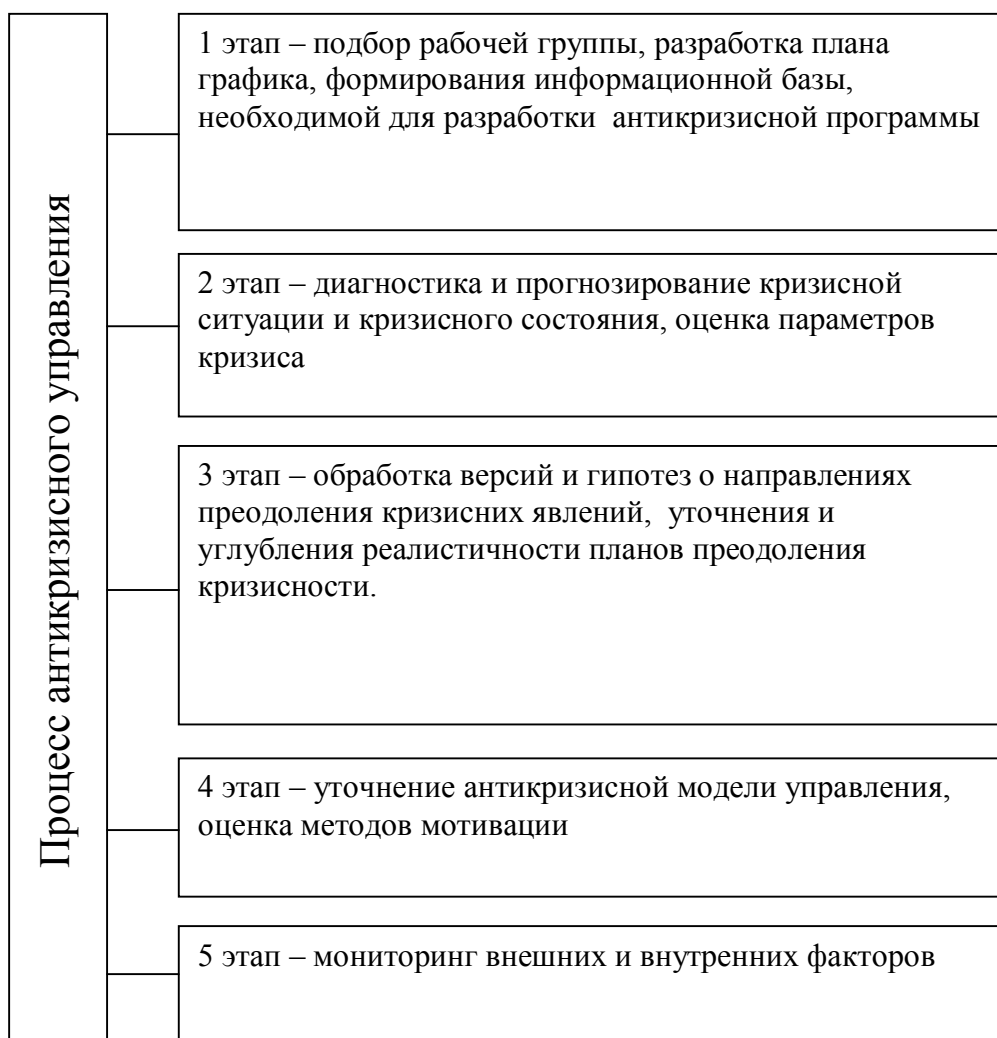 Процесс антикризисного управления
1 этап – подбор рабочей группы, разработка плана
графика, формирования информационной базы,
необходимой для разработки  антикризисной программы
2 этап – диагностика и прогнозирование кризисной
ситуации и кризисного состояния, оценка параметров
кризиса
3 этап – обработка версий и гипотез о направлениях
преодоления кризисних явлений,  уточнения и
углубления реалистичности планов преодоления
кризисности.
4 этап – уточнение антикризисной модели управления,
оценка методов мотивации
5 этап – мониторинг внешних и внутренних факторов